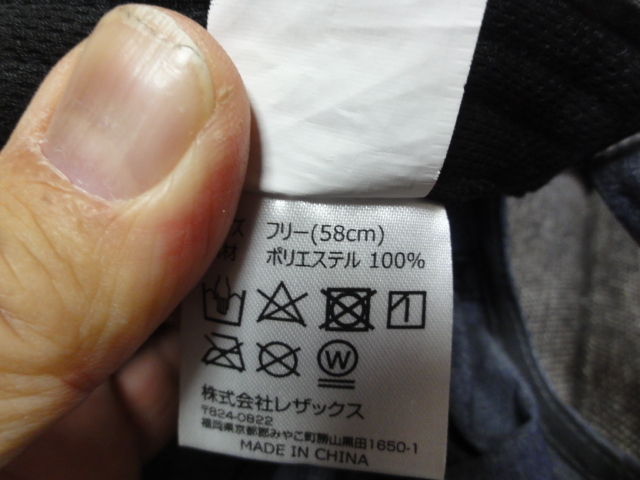 ズ フリー(58cm)
材 ポリエステル 100%
W
株式会社レザックス
〒824-0822
福岡県京都郡みやこ町勝山黒田1650-1
MADE IN CHINA